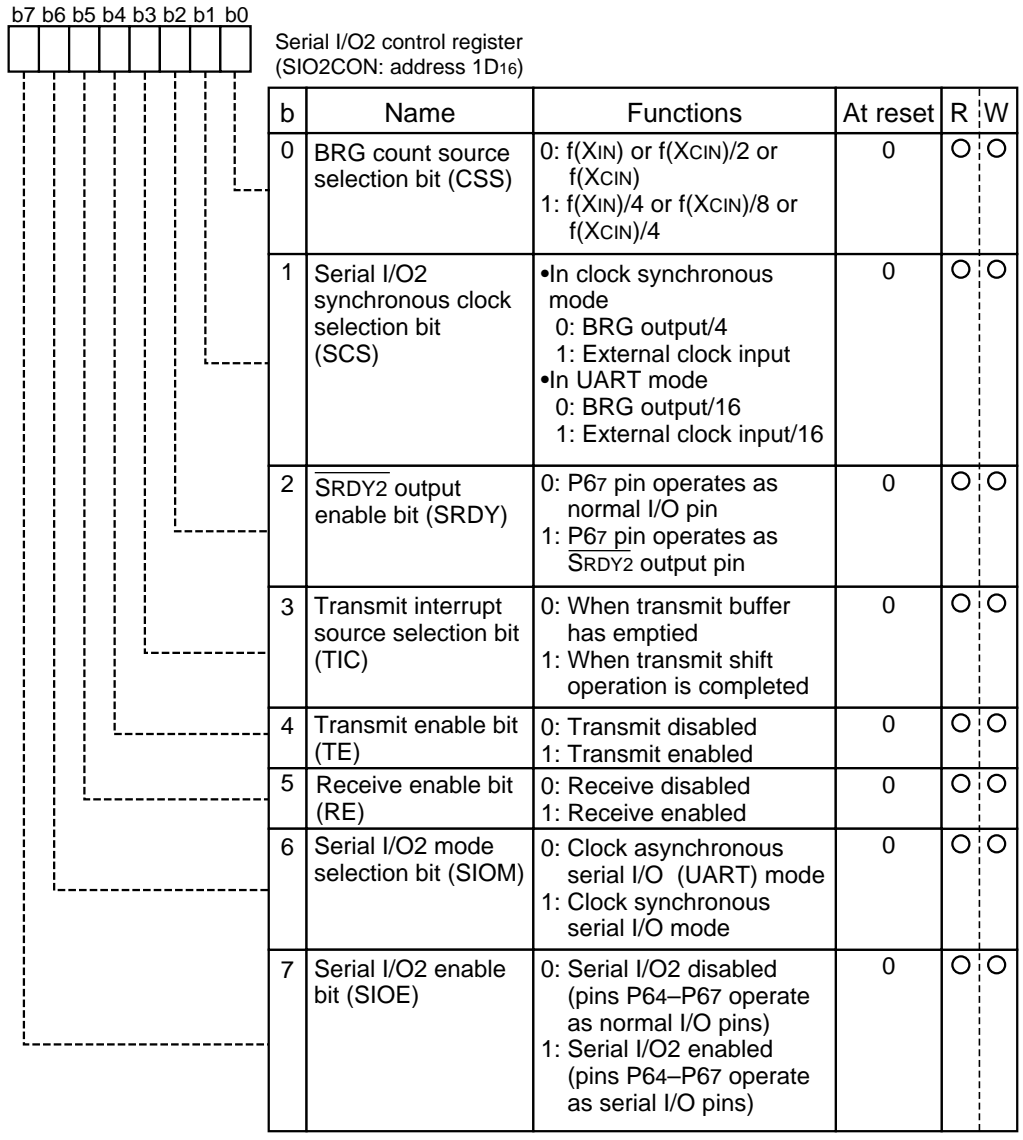 b7 b6 b5 b4 b3 b2 b1 b0
Serial I/O2 control register
(SIO2CON: address 1D16)
b Name Functions At reset R W
0 BRG count source selection bit (CSS)
0: f(XIN) or f(XCIN)/2 or
f(XCIN)
1: f(XIN)/4 or f(XCIN)/8 or
f(XCIN)/4
0 O O
1 Serial I/O2
synchronous clock
selection bit
(SCS)
•In clock synchronous
mode
0: BRG output/4
1: External clock input
•In UART mode
0: BRG output/16
1: External clock input/16
0 O O
2 SRDY2 output
enable bit (SRDY)
0: P67 pin operates as
normal I/O pin
1: P67 pin operates as
SRDY2 output pin
0 O O
3 Transmit interrupt
source selection bit
(TIC)
0: When transmit buffer
has emptied
1: When transmit shift
operation is completed
0 O O
4 Transmit enable bit
(TE)
0: Transmit disabled
1: Transmit enabled
0 O O
5 Receive enable bit
(RE)
0: Receive disabled
1: Receive enabled
0 O O
6 Serial I/O2 mode
selection bit (SIOM)
0: Clock asynchronous
serial I/O (UART) mode
1: Clock synchronous
serial I/O mode
0 O O
7 Serial I/O2 enable
bit (SIOE)
0: Serial I/O2 disabled
(pins P64–P67 operate
as normal I/O pins)
1: Serial I/O2 enabled
(pins P64–P67 operate
as serial I/O pins)
0 O O